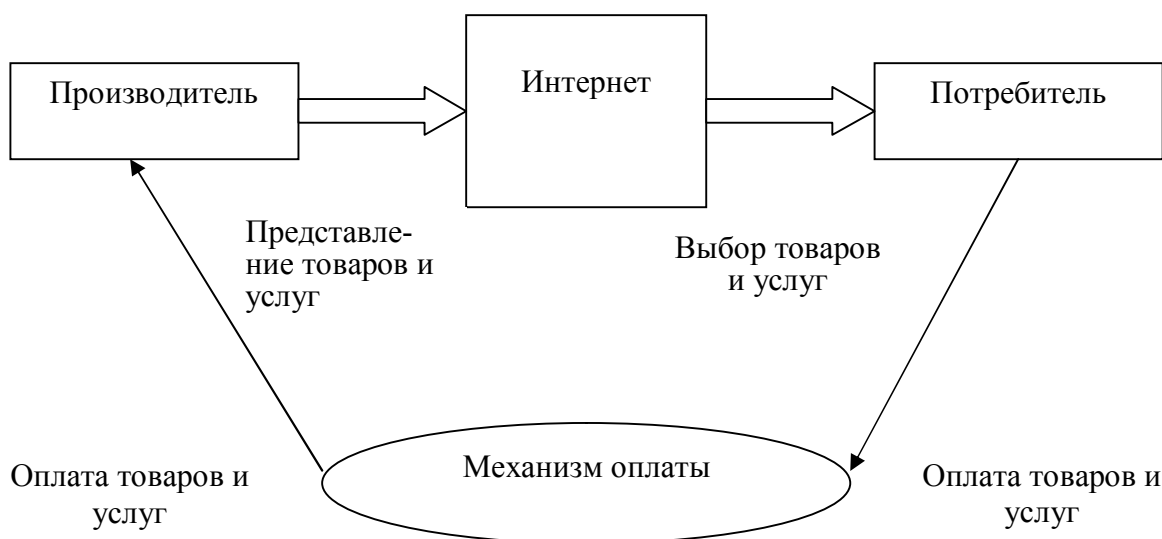 Производитель
Интернет
Потребитель
Представле-
ние товаров и
услуг
Выбор товаров
и услуг
Механизм оплаты
Оплата товаров и
услуг
Оплата товаров и
услуг